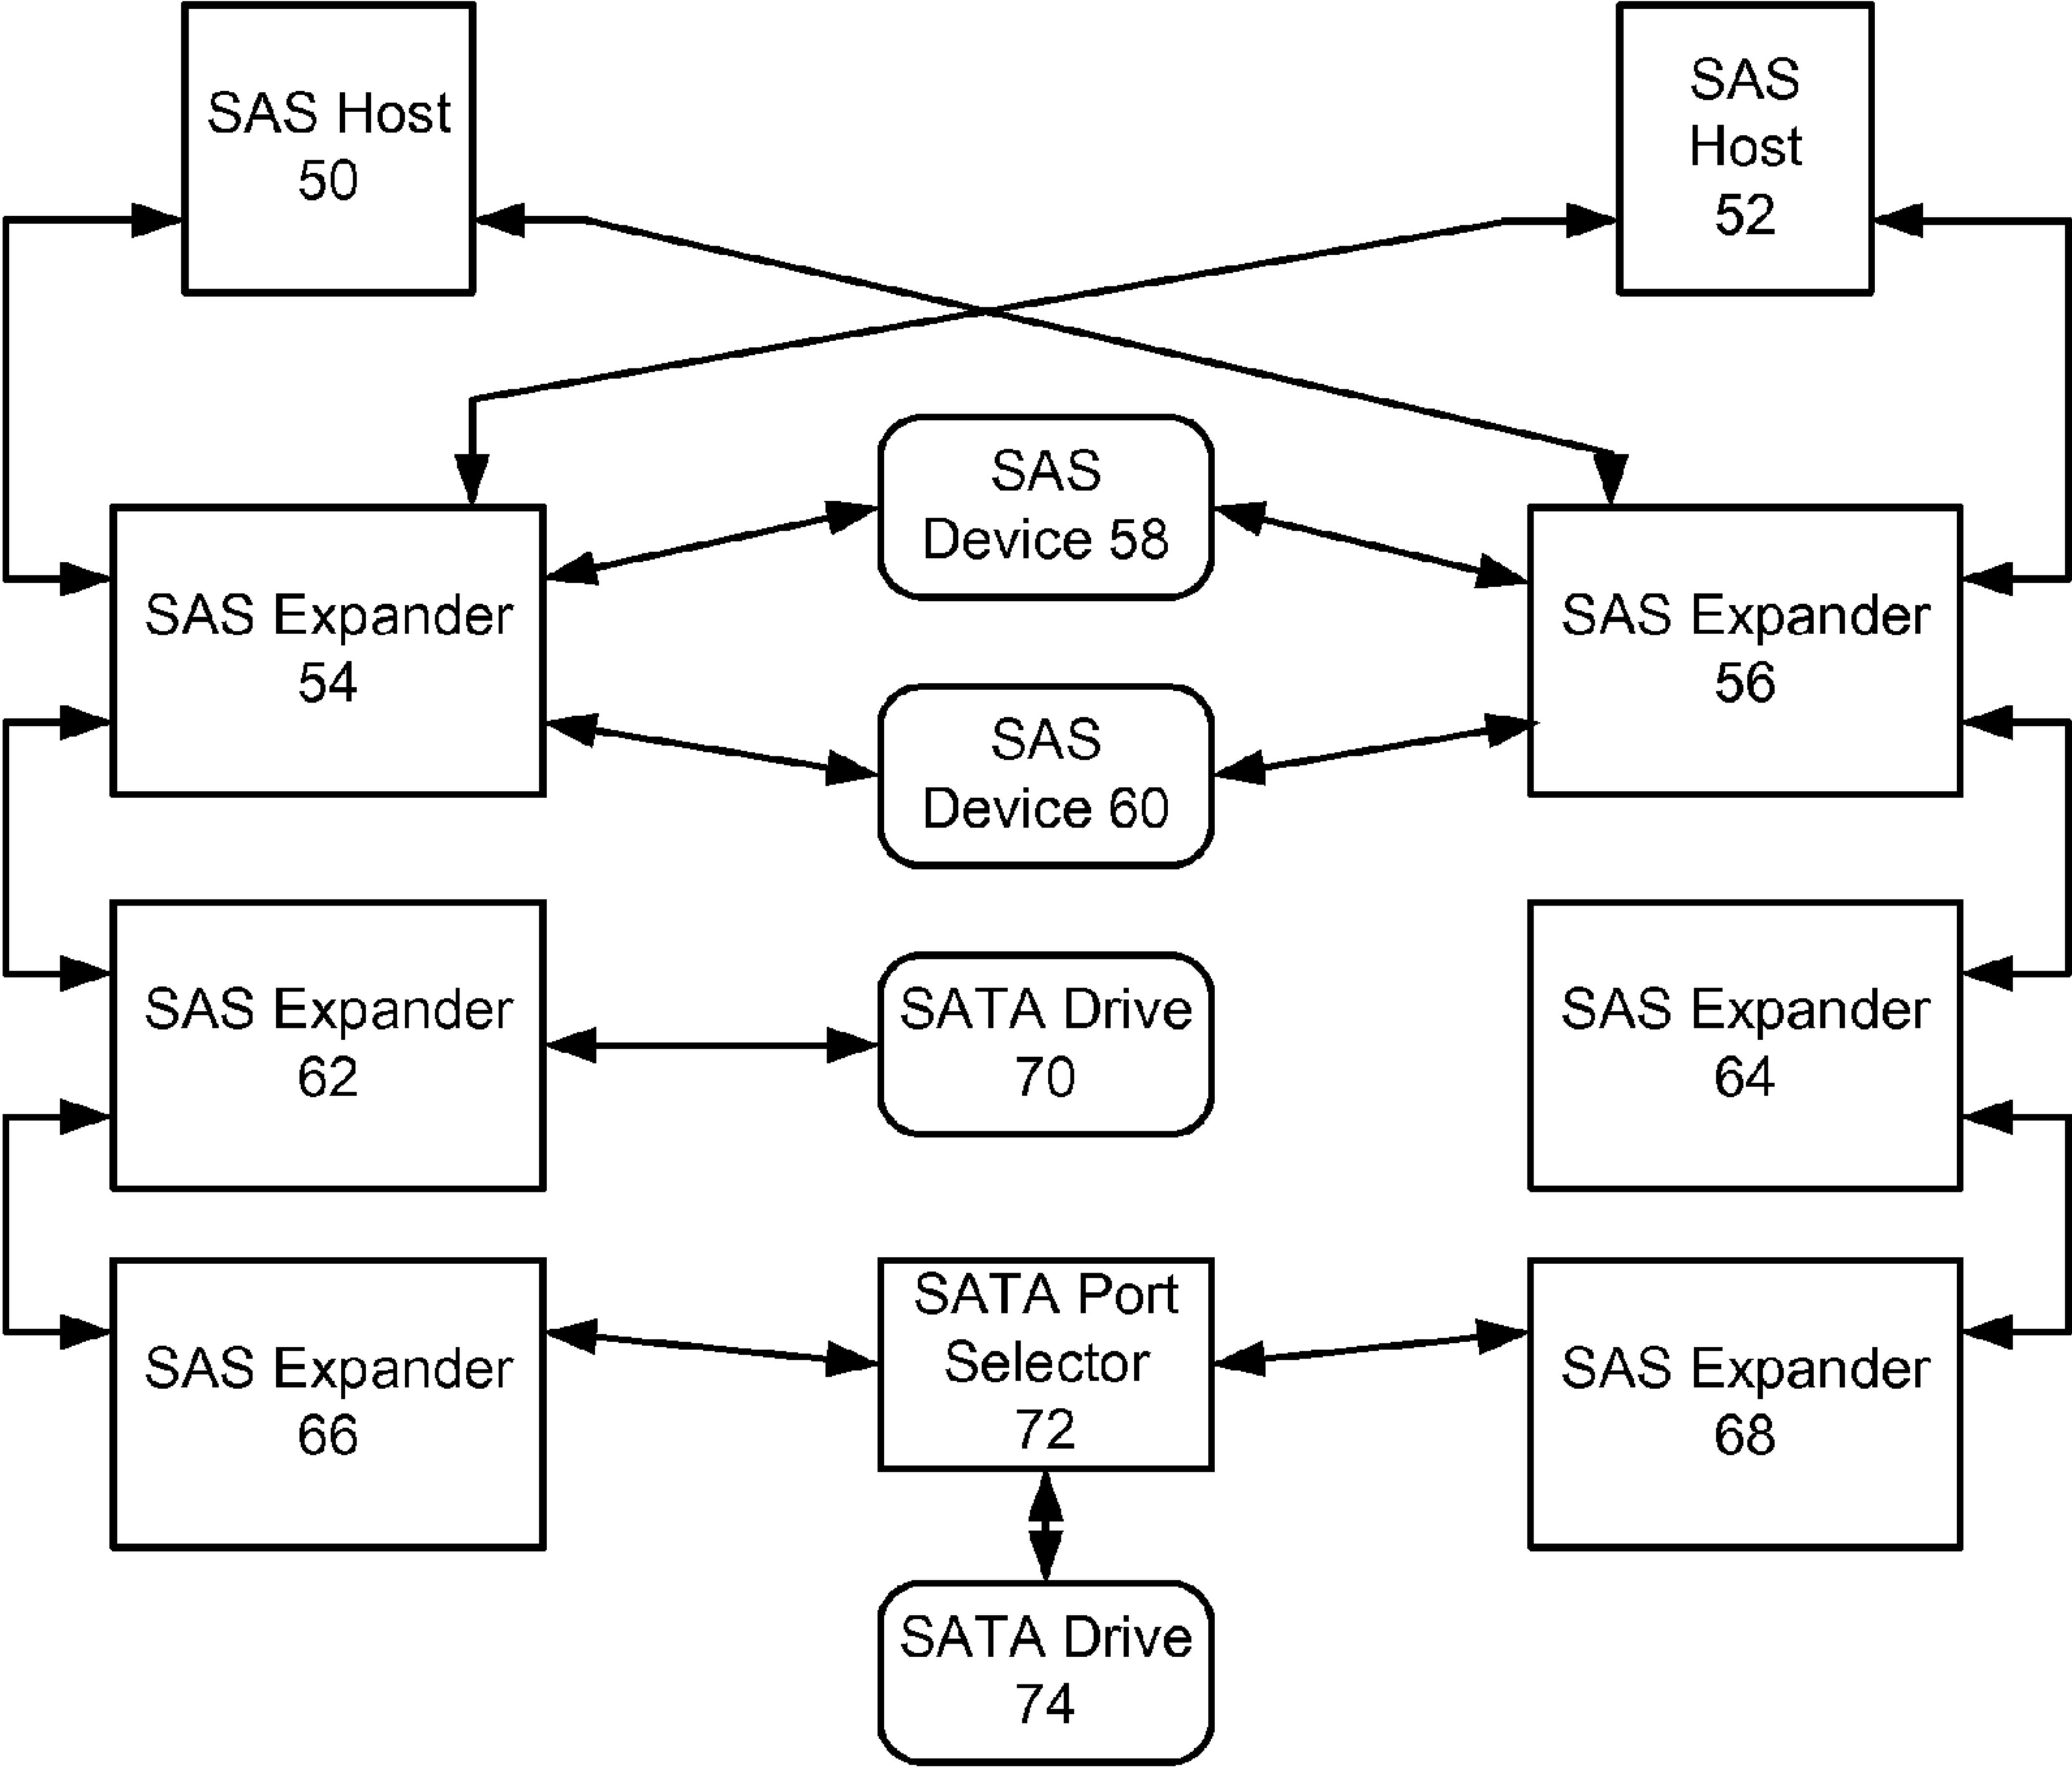 SAS Host
50
SAS
Host
52
SAS
Device 58
SAS Expander
54
SAS Expander
56
SAS
Device 60
SAS Expander
62
SATA Drive
70
SAS Expander
64
SAS Expander
66
SATA Port
Selector
72
SAS Expander
68
SATA Drive
74